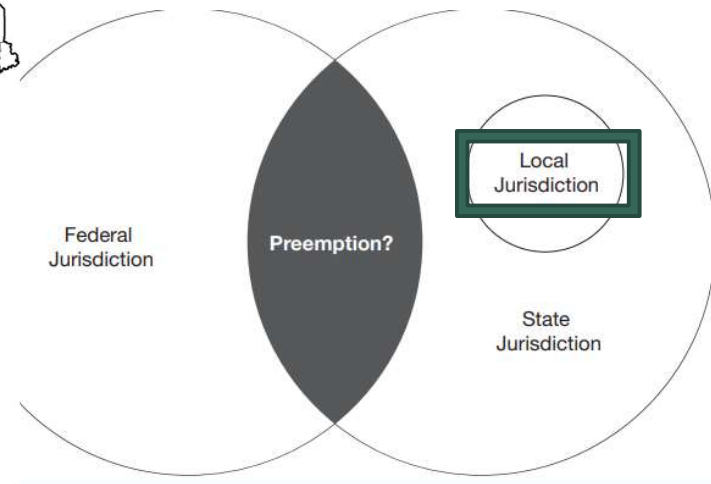 Local
Jurisdiction
Federal
Jurisdiction
Preemption?
State
Jurisdiction